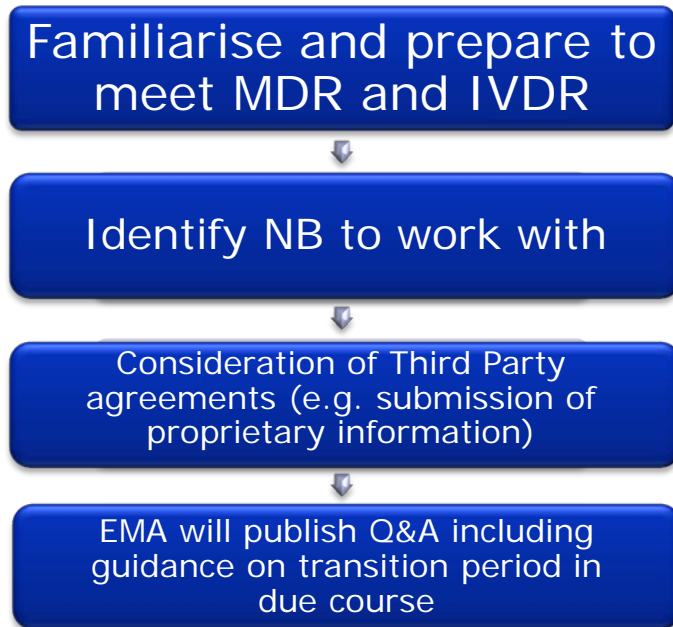 Familiarise and prepare to
meet MDR and IVDR
Identify NB to work with
Consideration of Third Party
agreements (e.g. submission of
proprietary information)
EMA will publish Q&A including
guidance on transition period in
due course